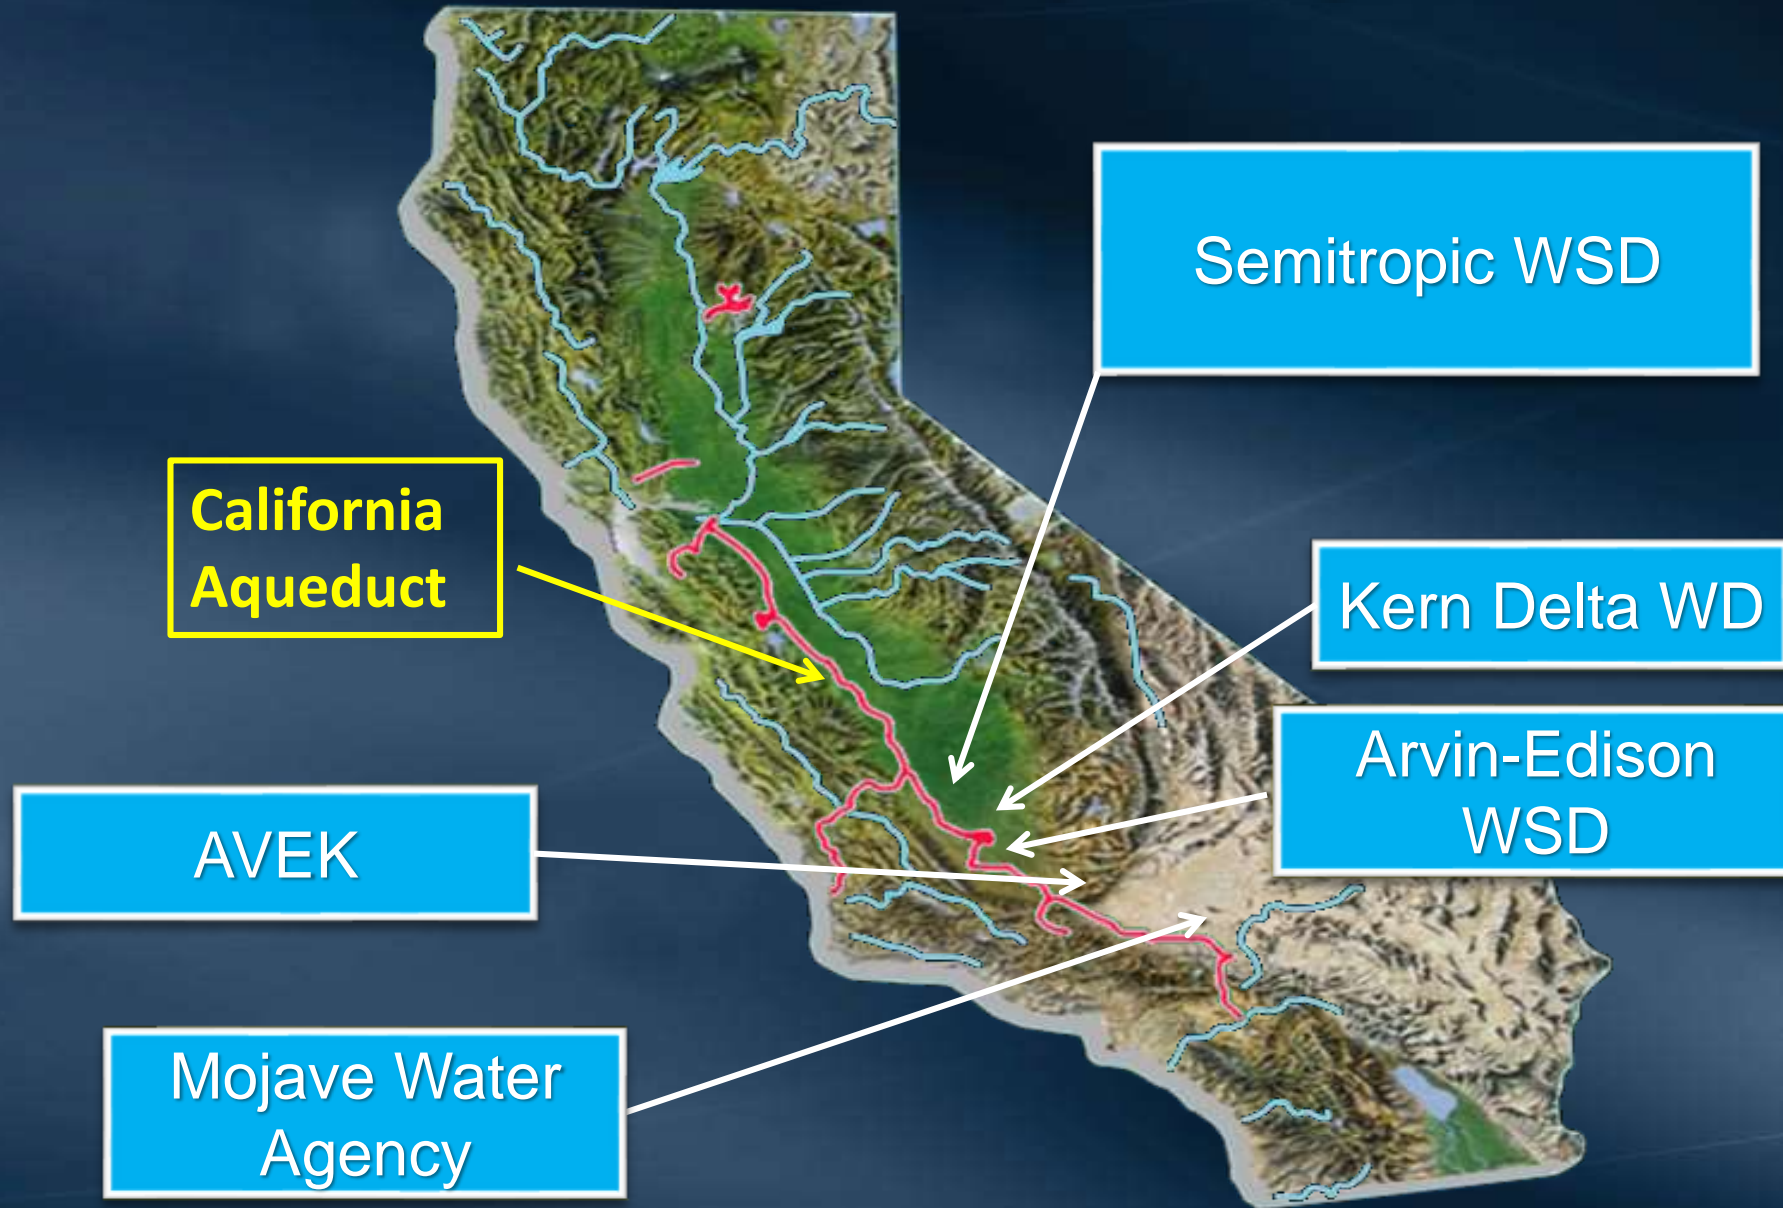 Semitropic WSD
California
Aqueduct
Kern Delta WD
Arvin-Edison
WSD
AVEK
Mojave Water
Agency